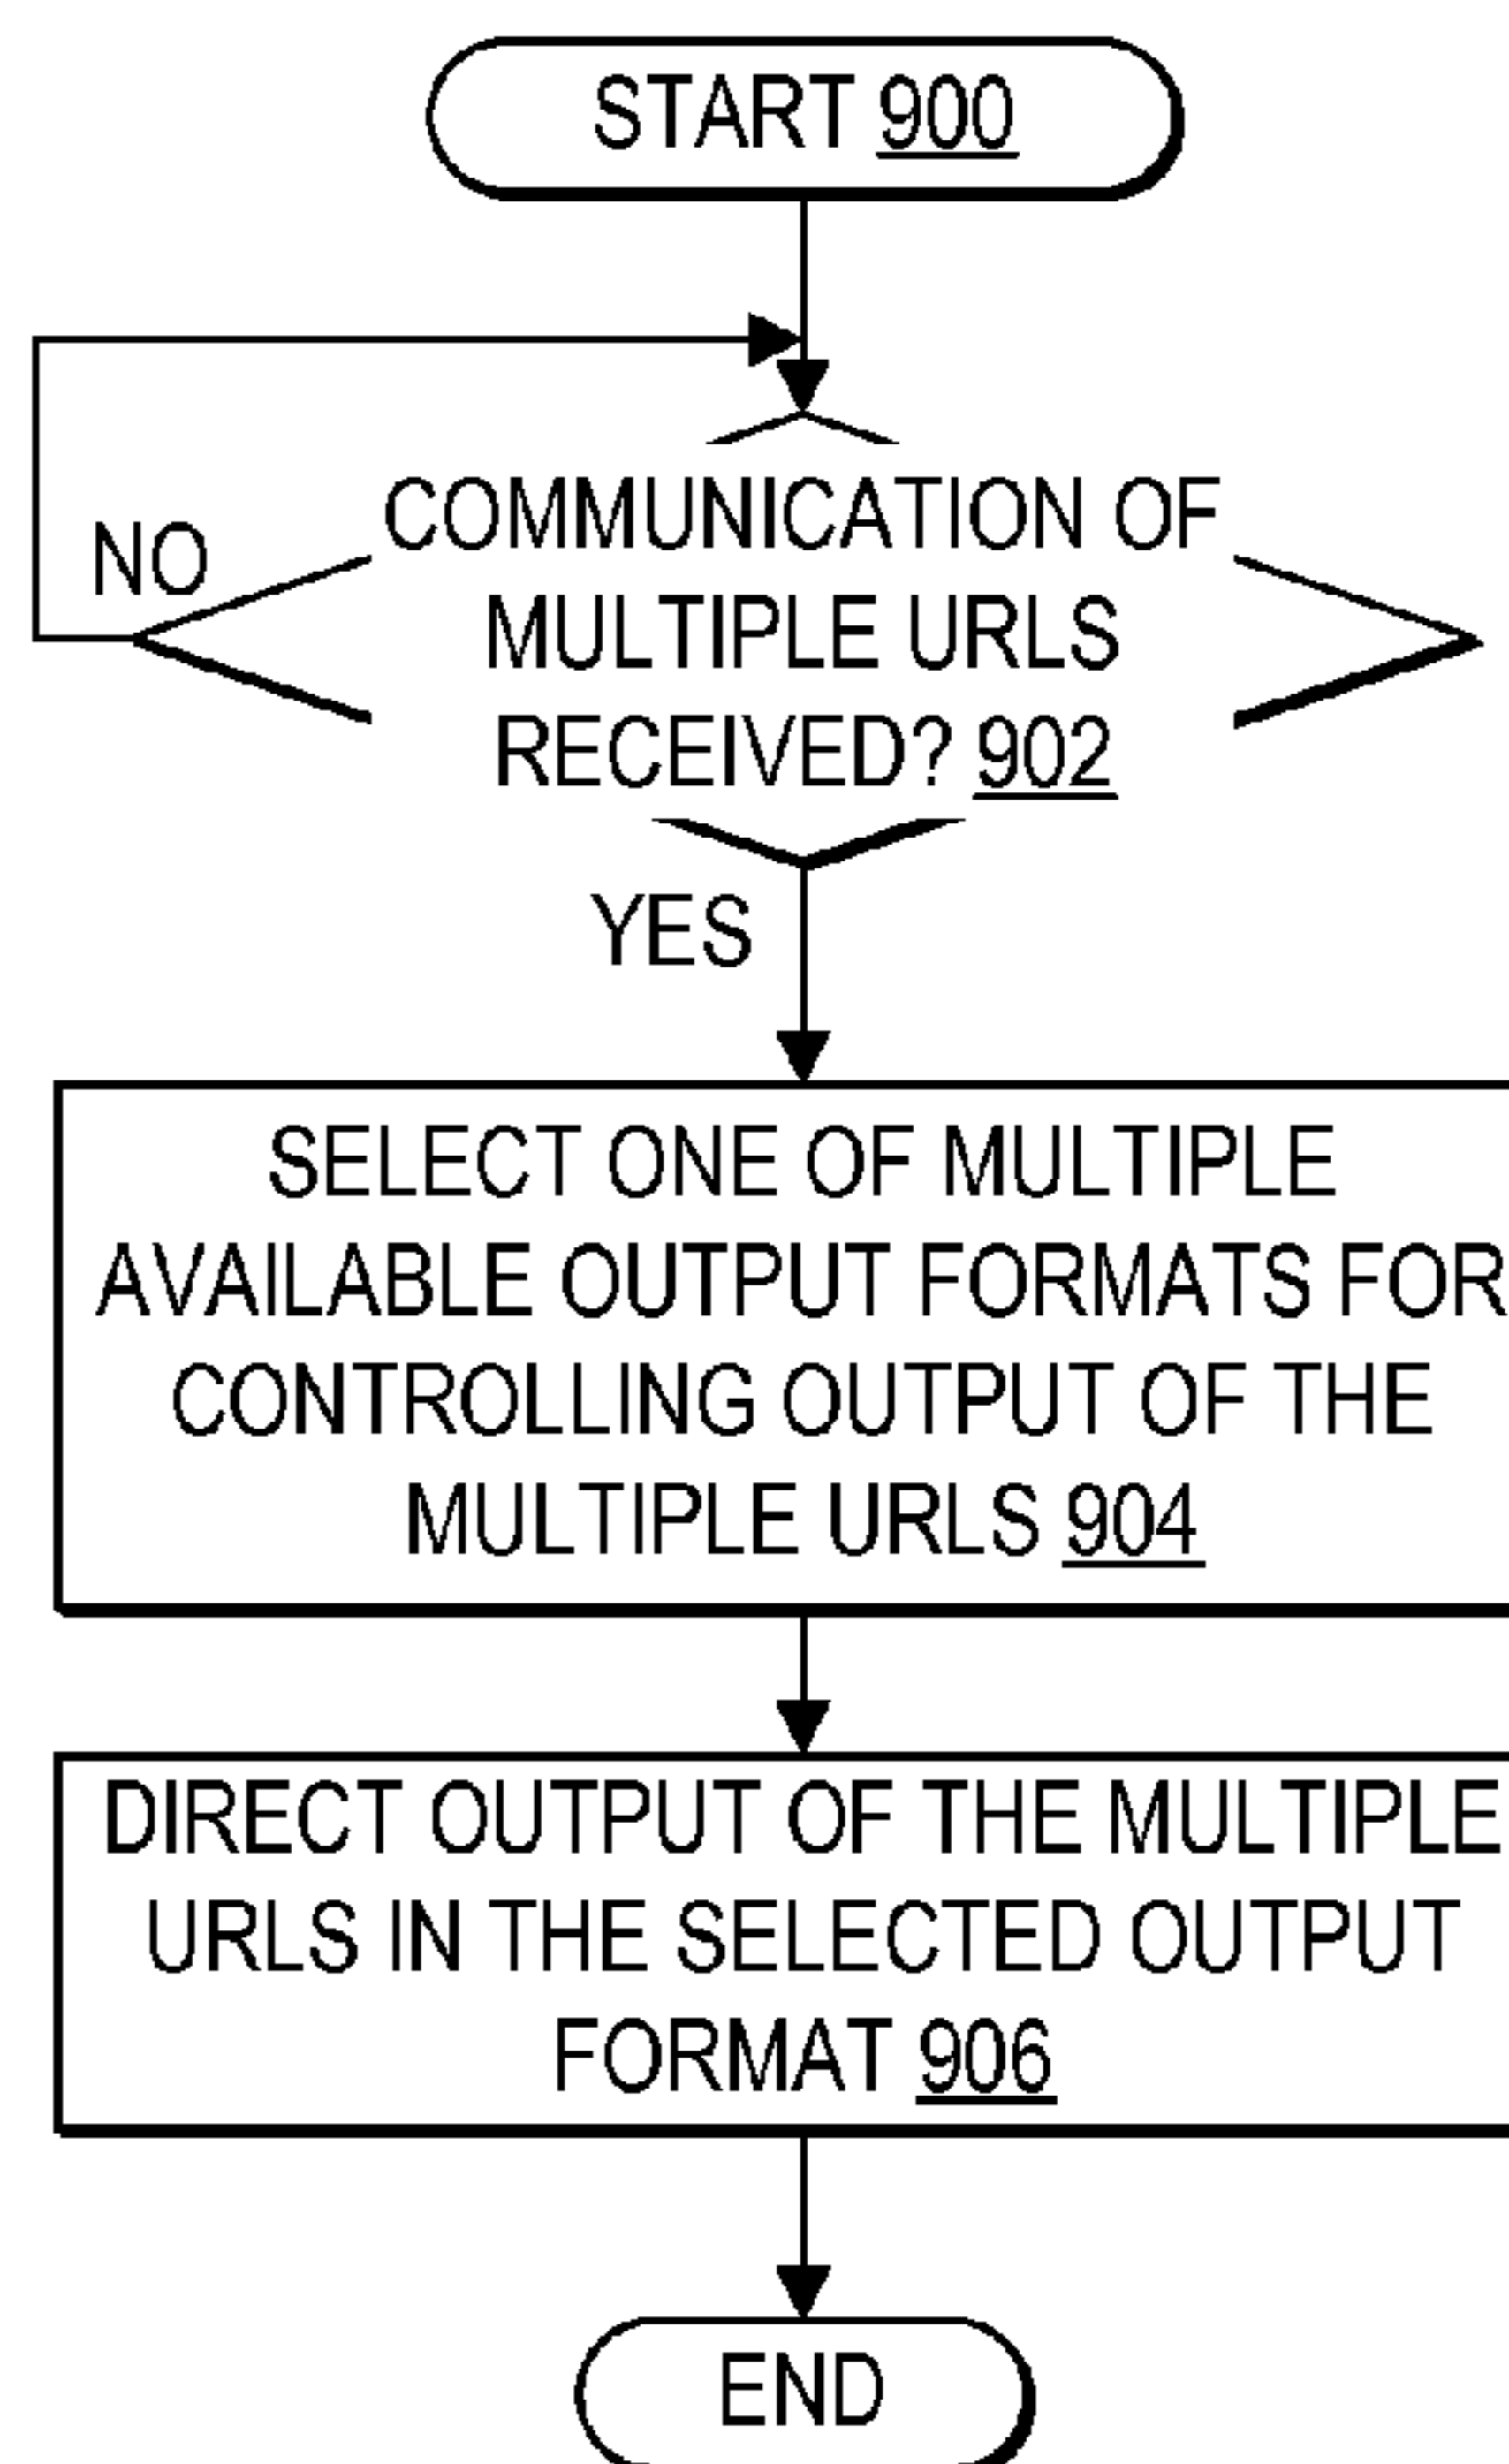 START 900
COMMUNICATION OF
NO
MULTIPLE URLS
RECEIVED? 902
YES
SELECT ONE OF MULTIPLE
AVAILABLE OUTPUT FORMATS FOR
CONTROLLING OUTPUT OF THE
MULTIPLE URLS 904
DIRECT OUTPUT OF THE MULTIPLE
URLS IN THE SELECTED OUTPUT
FORMAT 906
END